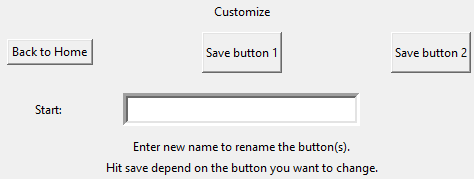 Customize
Back to Home Save button 1 Save button 2
Start:
Enter new name to rename the button(s).
Hit save depend on the button you want to change.